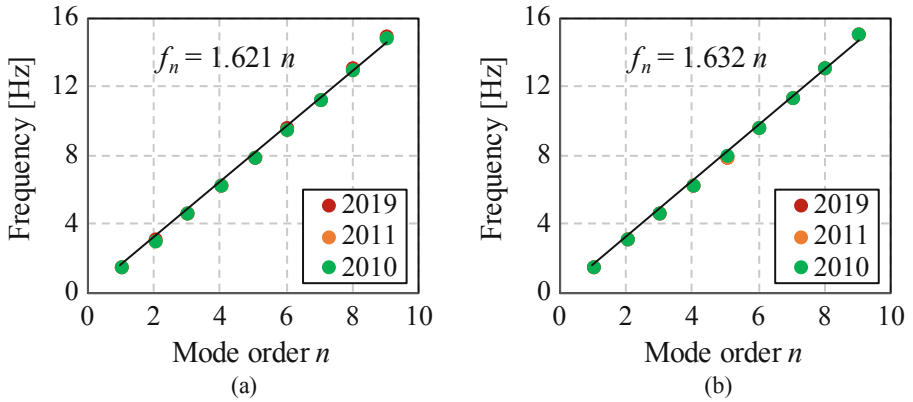 16
12
8
4
0
Frequency [Hz]
fn = 1.621 n
2019
2011
2010
0 2 4 6 8 10
Mode order n
(a)
16
12
8
4
0
Frequency [Hz]
fn = 1.632 n
2019
2011
2010
0 2 4 6 8 10
Mode order n
(b)